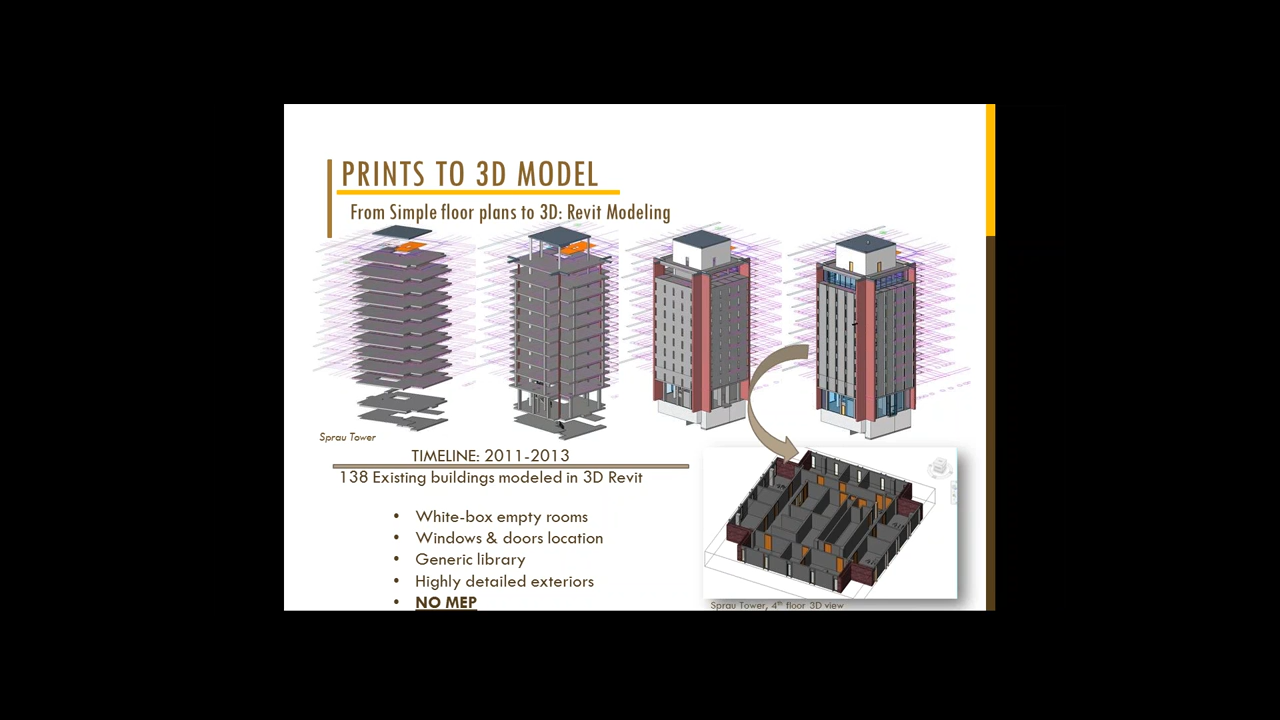 PRINTS TO 3D MODEL
From Simple floor plans to 3D: Revit Modeling
Sprau Tower
TIMELINE: 2011-2013
138 Existing buildings modeled in 3D Revit
• White-box empty rooms
• Windows & doors location
• Generic library
• Highly detailed exteriors
• NO MEP
Sprau Tower, 4th floor 3D view